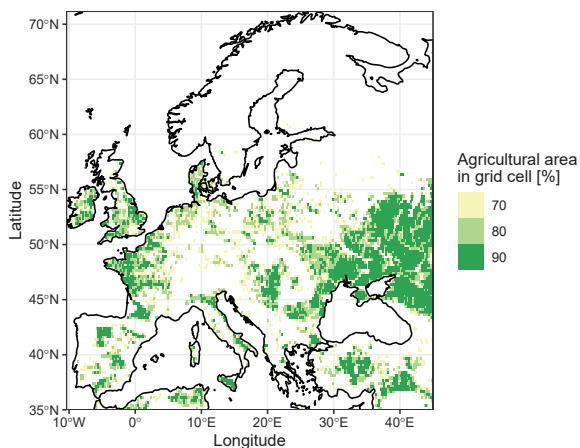 70°N
65°N
60°N
55°N
50°N
45°N
40°N
35°N
Latitude
10°W
0°
10°E
20°E
30°E
40°E
Longitude
Agricultural area
in grid cell [%]
70
80
90